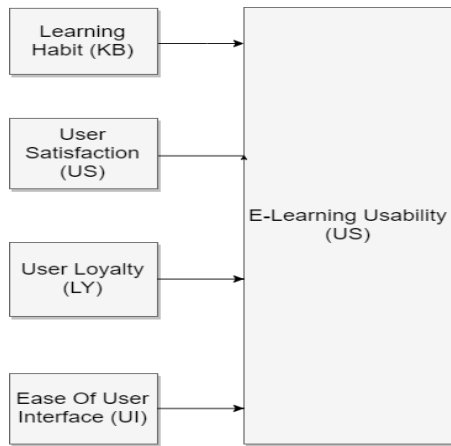 Learning
Habit (KB)
User
Satisfaction
(US)
E-Learning Usability
(US)
User Loyalty
(LY)
Ease Of User
Interface (UI)